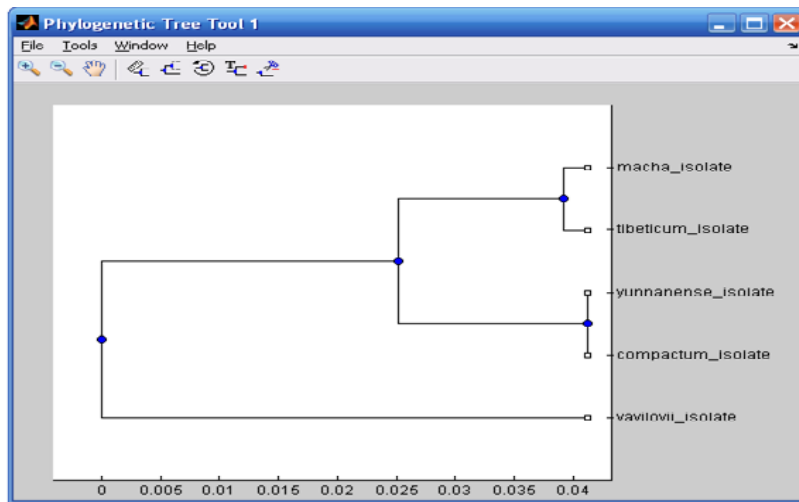 Phylogenetic Tree Tool 1
File Tools Window Help
macha_isolate
tibeticum_isolate
yunnanense_isolate
compactum_isolate
vavilovii_isolate
0 0.005 0.01 0.015 0.02 0.025 0.03 0.035 0.04